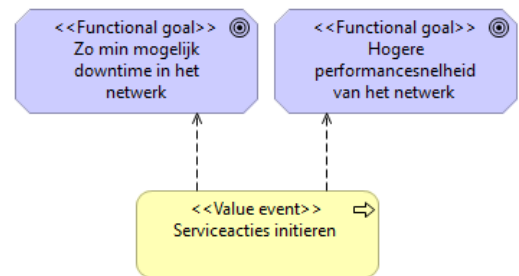 <<Functional goal>>
Zo min mogelijk
downtime in het
netwerk
<<Functional goal>>
Hogere
performancesnelheid
van het netwerk
<<Value event>>
Serviceacties initieren